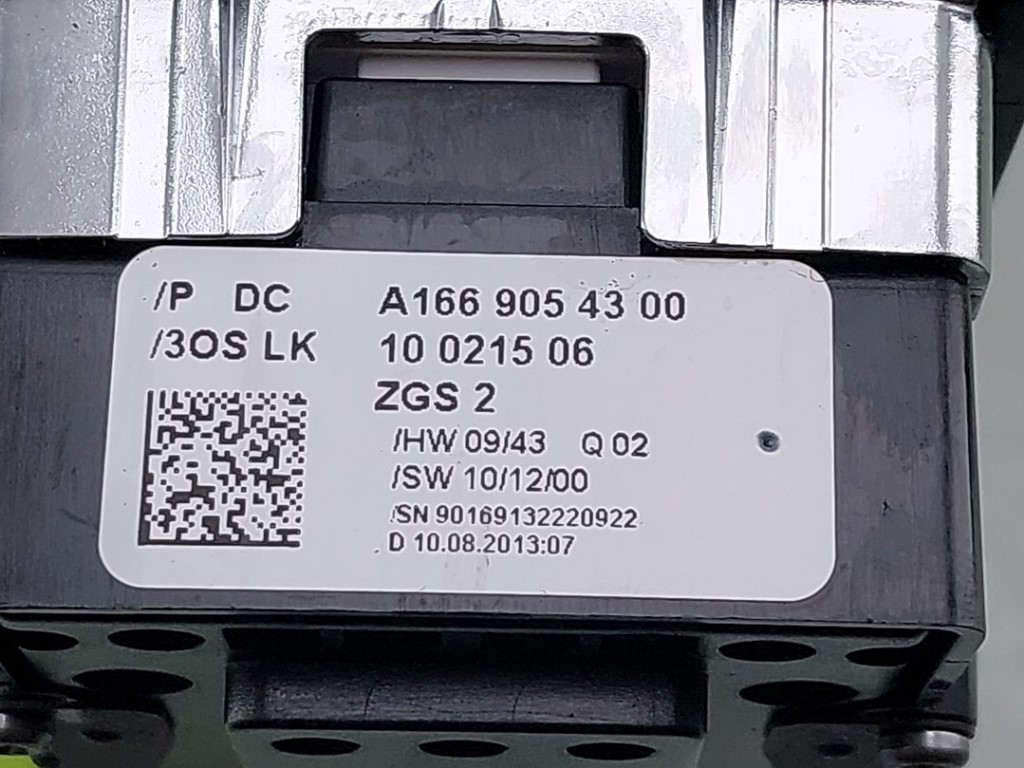 /P DC A166 905 43 00
/3OS LK 10 0215 06
ZGS 2
/HW 09/43 Q 02
/SW 10/12/00
/SN 90169132220922
D 10.08.2013:07